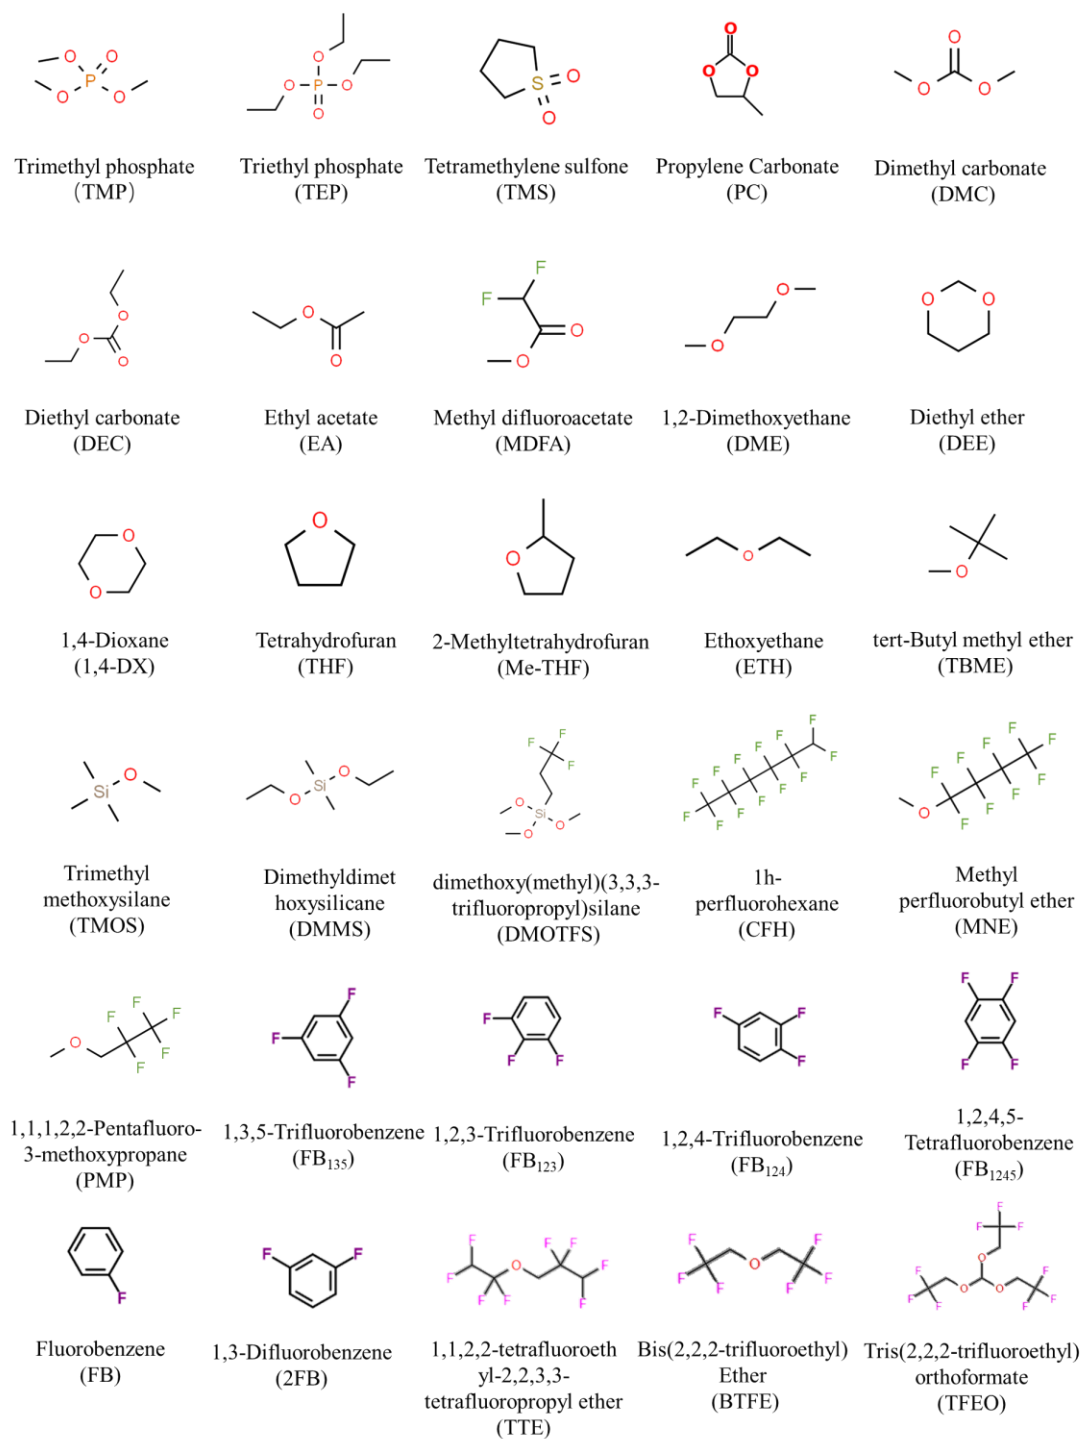 Trimethyl phosphate
(TMP)
Triethyl phosphate
(TEP)
Tetramethylene sulfone
(TMS)
Propylene Carbonate
(PC)
Dimethyl carbonate
(DMC)
Diethyl carbonate
(DEC)
Ethyl acetate
(EA)
Methyl difluoroacetate
(MDFA)
1,2-Dimethoxyethane
(DME)
Diethyl ether
(DEE)
1,4-Dioxane
(1,4-DX)
Tetrahydrofuran
(THF)
2-Methyltetrahydrofuran
(Me-THF)
Ethoxyethane
(ETH)
tert-Butyl methyl ether
(TBME)
Trimethyl
methoxysilane
(TMOS)
Dimethyldimet
hoxysilicane
(DMMS)
dimethoxy(methyl)(3,3,3-
trifluoropropyl)silane
(DMOTFS)
1h-
perfluorohexane
(CFH)
Methyl
perfluorobutyl ether
(MNE)
1,1,1,2,2-Pentafluoro-
3-methoxypropane
(PMP)
1,3,5-Trifluorobenzene
(FB135)
1,2,3-Trifluorobenzene
(FB123)
1,2,4-Trifluorobenzene
(FB124)
1,2,4,5-
Tetrafluorobenzene
(FB1245)
Fluorobenzene
(FB)
1,3-Difluorobenzene
(2FB)
1,1,2,2-tetrafluoroeth
yl-2,2,3,3-
tetrafluoropropyl ether
(TTE)
Bis(2,2,2-trifluoroethyl)
Ether
(BTFE)
Tris(2,2,2-trifluoroethyl)
orthoformate
(TFEO)